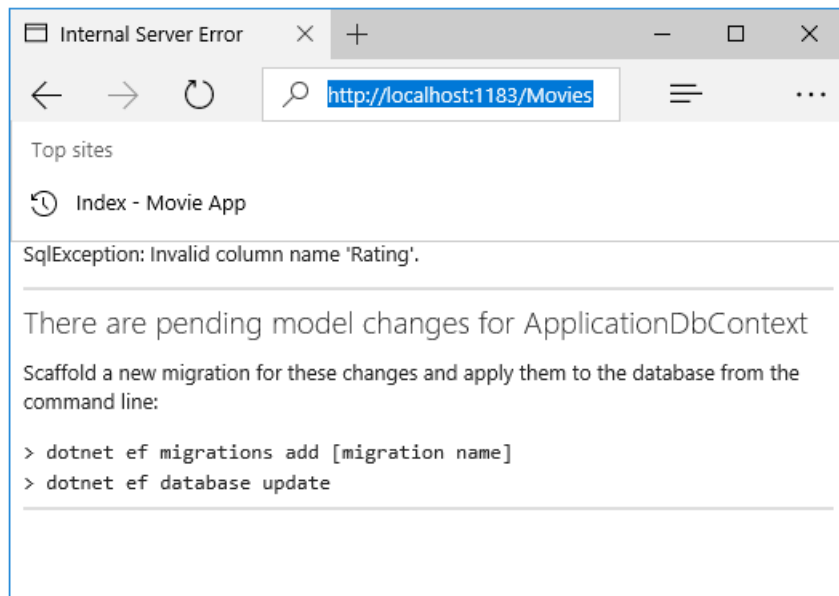 Internal Server Error
http://localhost:1183/Movies
Top sites
Index - Movie App
SqlException: Invalid column name 'Rating'.
There are pending model changes for ApplicationDbContext
Scaffold a new migration for these changes and apply them to the database from the
command line:
> dotnet ef migrations add [migration name]
> dotnet ef database update